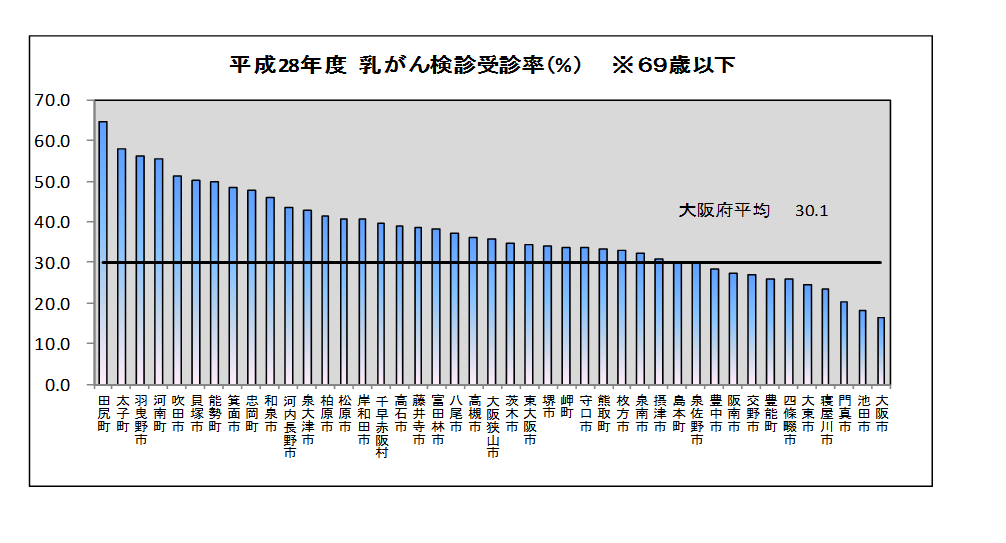 平成28年度 乳がん検診受診率(%) ※69歳以下
70.0
60.0
50.0
40.0
30.0
20.0
10.0
0.0
大阪府平均 30.1
田尻町
太子町
羽曳野市
河南町
吹田市
貝塚市
能勢町
箕面市
忠岡町
和泉市
河内長野市
泉大津市
柏原市
松原市
岸和田市
千早赤阪村
高石市
藤井寺市
富田林市
八尾市
高槻市
大阪狭山市
茨木市
東大阪市
堺市
岬町
守口市
熊取町
枚方市
泉南市
摂津市
島本町
泉佐野市
豊中市
阪南市
交野市
豊能町
四條畷市
大東市
寝屋川市
門真市
池田市
大阪市